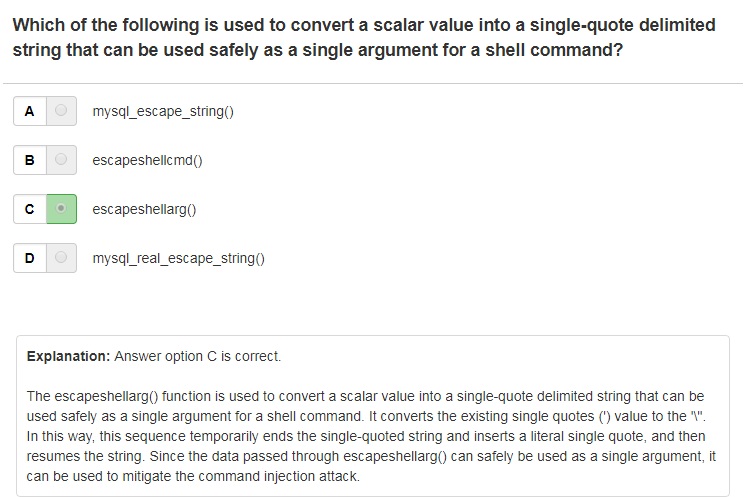 Which of the following is used to convert a scalar value into a single-quote delimited
string that can be used safely as a single argument for a shell command?
A mysql_escape_string()
B escapeshellcmd()
C escapeshellarg()
D mysql_real_escape_string()
Explanation: Answer option C is correct.
The escapeshellarg() function is used to convert a scalar value into a single-quote delimited string that can be
used safely as a single argument for a shell command. It converts the existing single quotes (') value to the '\".
In this way, this sequence temporarily ends the single-quoted string and inserts a literal single quote, and then
resumes the string. Since the data passed through escapeshellarg() can safely be used as a single argument, it
can be used to mitigate the command injection attack.